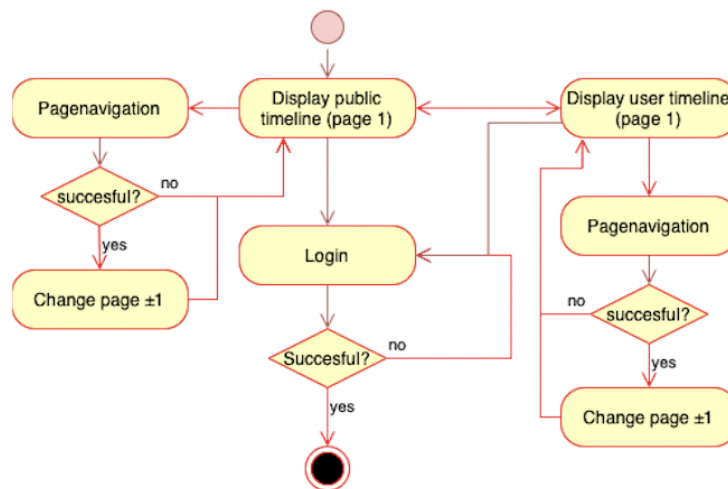 Pagenavigation
succesful?
no
yes
Change page ±1
Display public
timeline (page 1)
Login
Succesful?
no
yes
Display user timeline
(page 1)
Pagenavigation
succesful?
no
yes
Change page ±1